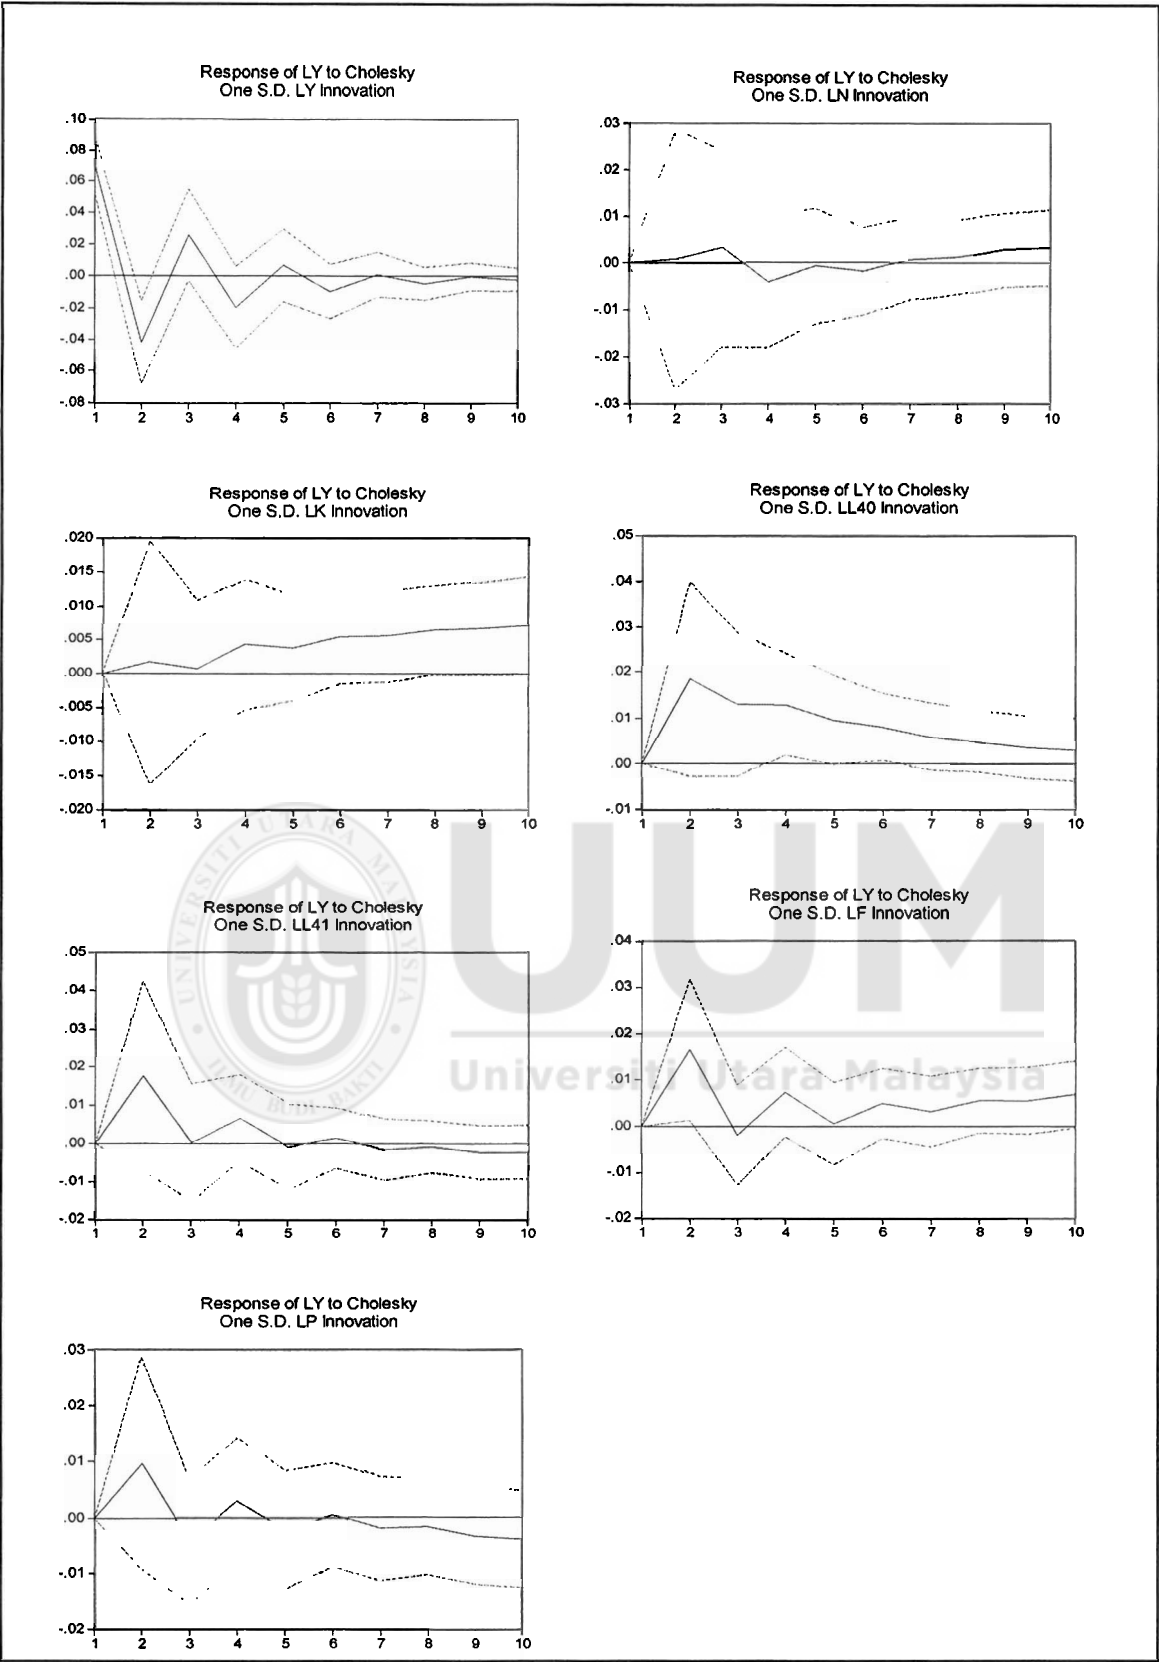 Response of LY to Cholesky
One S.D. LY Innovation
.10
.08
.06
.04
.02
.00
-.02
-.04
-.06
-.08
1 2 3 4 5 6 7 8 9 10
Response of LY to Cholesky
One S.D. LN Innovation
.03
.02
.01
.00
-.01
-.02
-.03
1 2 3 4 5 6 7 8 9 10
Response of LY to Cholesky
One S.D. LK Innovation
.020
.015
.010
.005
.000
-.005
-.010
-.015
-.020
1 2 3 4 5 6 7 8 9 10
Response of LY to Cholesky
One S.D. LL40 Innovation
.05
.04
.03
.02
.01
.00
-.01
1 2 3 4 5 6 7 8 9 10
Response of LY to Cholesky
One S.D. LL41 Innovation
.05
.04
.03
.02
.01
.00
-.01
-.02
1 2 3 4 5 6 7 8 9 10
Response of LY to Cholesky
One S.D. LF Innovation
.04
.03
.02
.01
.00
-.01
-.02
1 2 3 4 5 6 7 8 9 10
Response of LY to Cholesky
One S.D. LP Innovation
.03
.02
.01
.00
-.01
-.02
1 2 3 4 5 6 7 8 9 10
UNIVERSITI UTARA MALAYSIA
ILMU BUDI BAKTI
UUM
Universiti Utara Malaysia